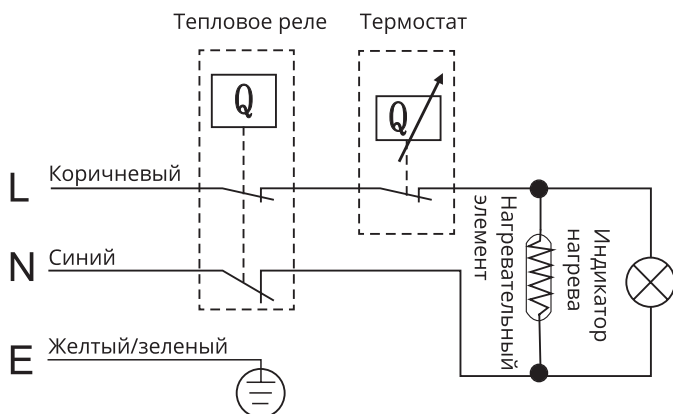 Тепловое реле
Термостат
Q
Q
L
Коричневый
N
Синий
E
Желтый/зеленый
Нагревательный
элемент
Индикатор
нагрева